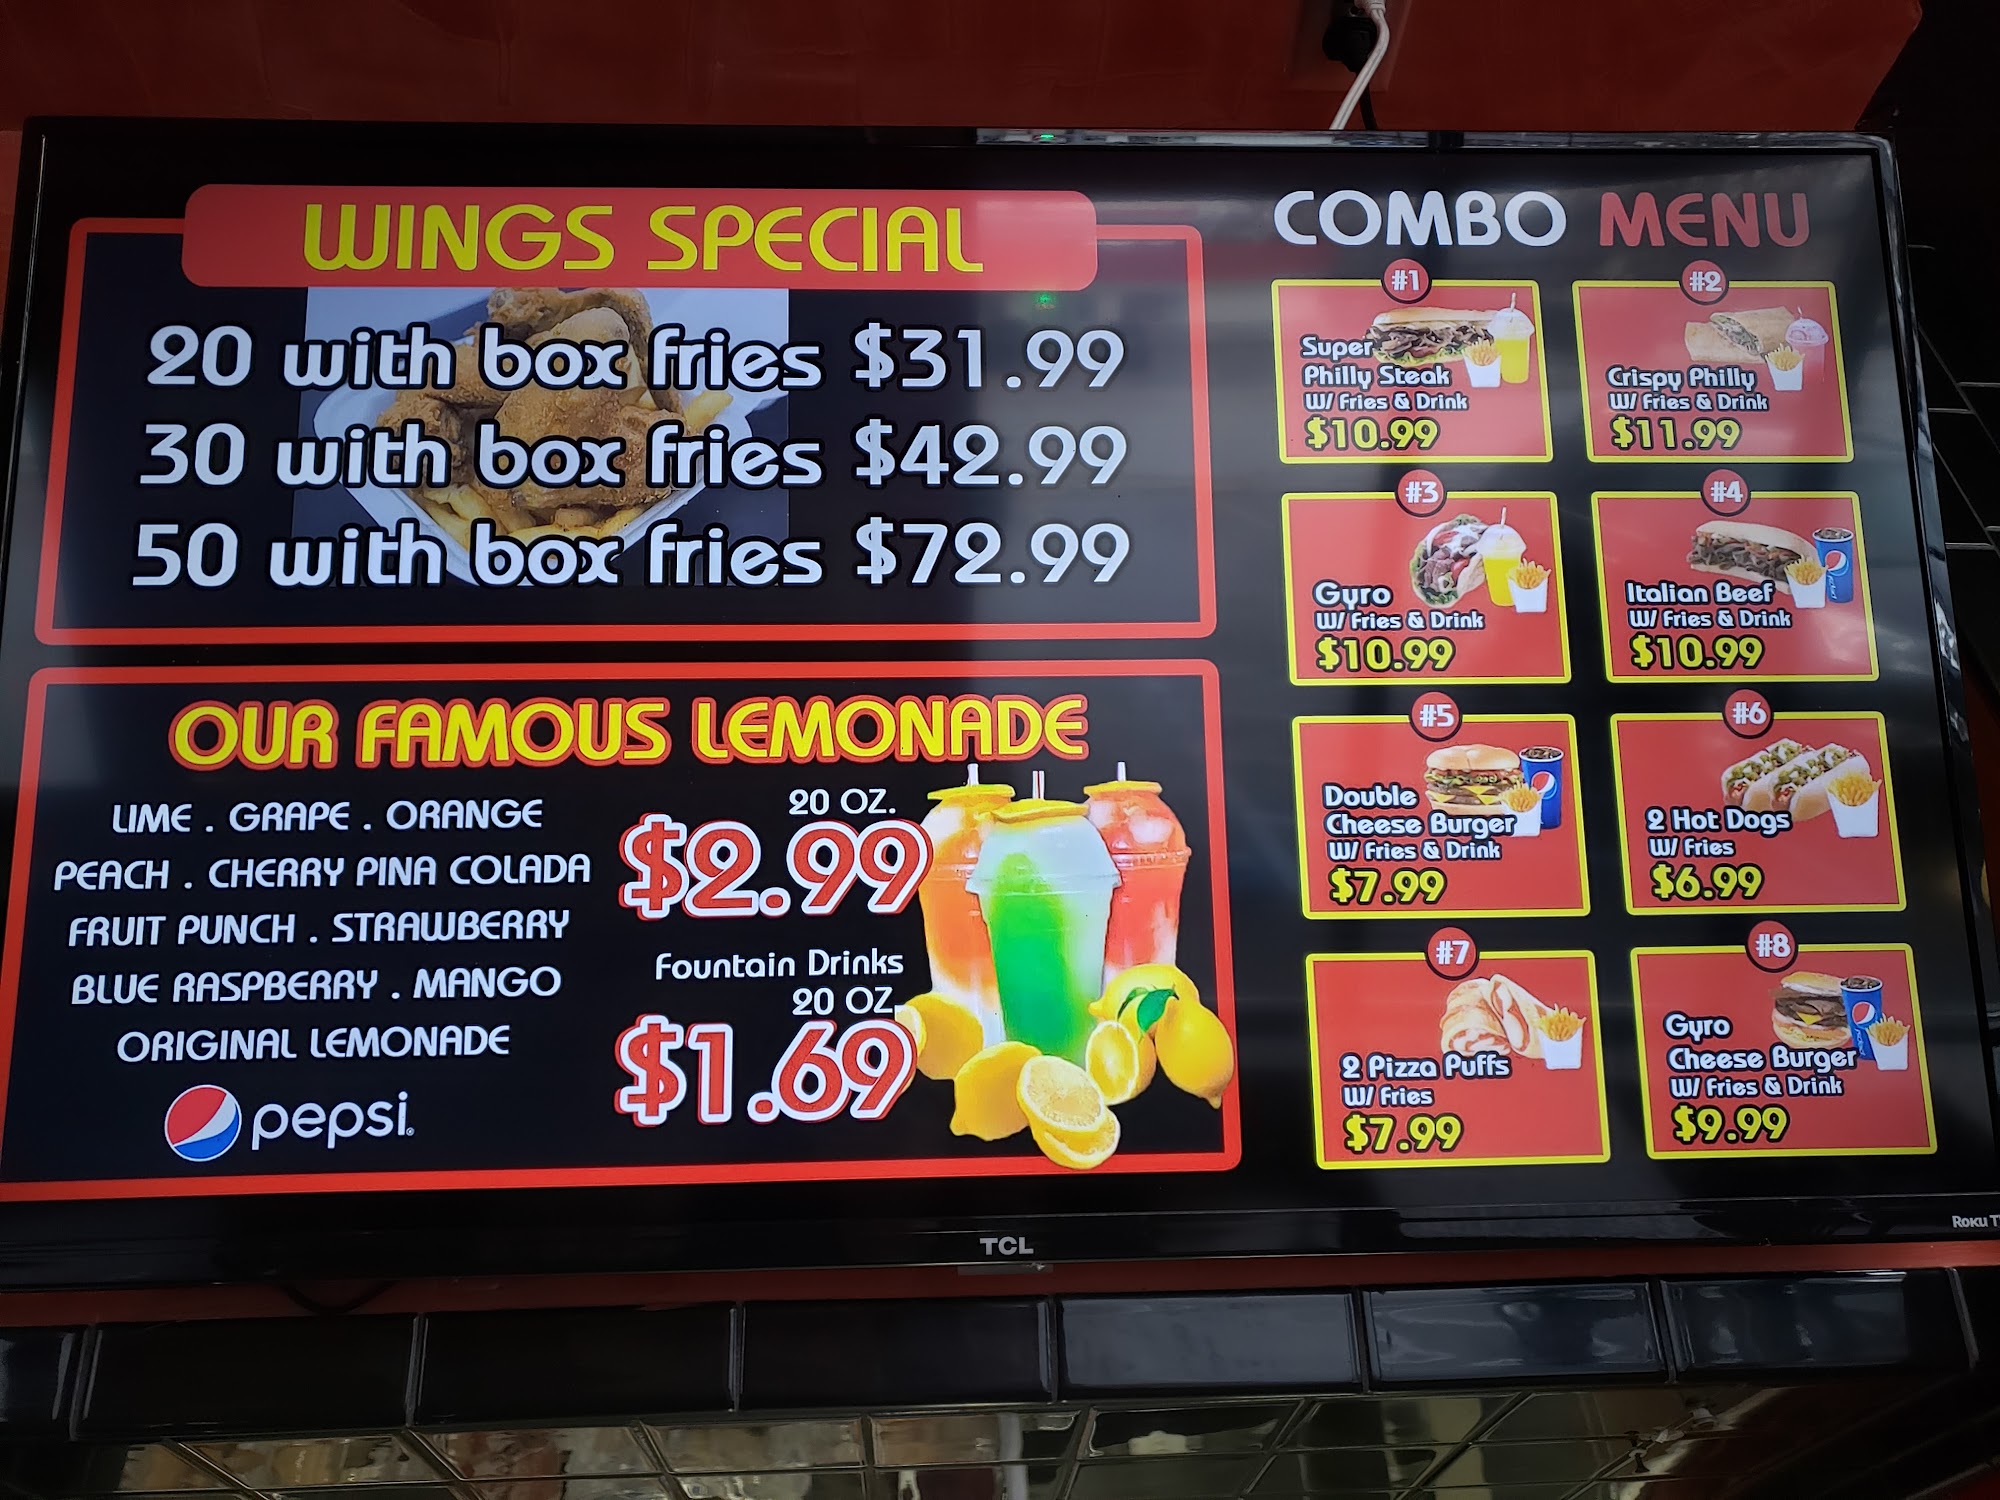 WINGS SPECIAL
20 with box fries $31.99
30 with box fries $42.99
50 with box fries $72.99
OUR FAMOUS LEMONADE
LIME . GRAPE . ORANGE
PEACH . CHERRY PINA COLADA
FRUIT PUNCH . STRAWBERRY
BLUE RASPBERRY . MANGO
ORIGINAL LEMONADE
pepsi
20 OZ.
$2.99
Fountain Drinks
20 OZ.
$1.69
COMBO MENU
#1
Super
Philly Steak
W/ Fries & Drink
$10.99
#2
Crispy Philly
W/ Fries & Drink
$11.99
#3
Gyro
W/ Fries & Drink
$10.99
#4
Italian Beef
W/ Fries & Drink
$10.99
#5
Double
Cheese Burger
W/ Fries & Drink
$7.99
#6
2 Hot Dogs
W/ Fries
$6.99
#7
2 Pizza Puffs
W/ Fries
$7.99
#8
Gyro
Cheese Burger
W/ Fries & Drink
$9.99
TCL
Roku T